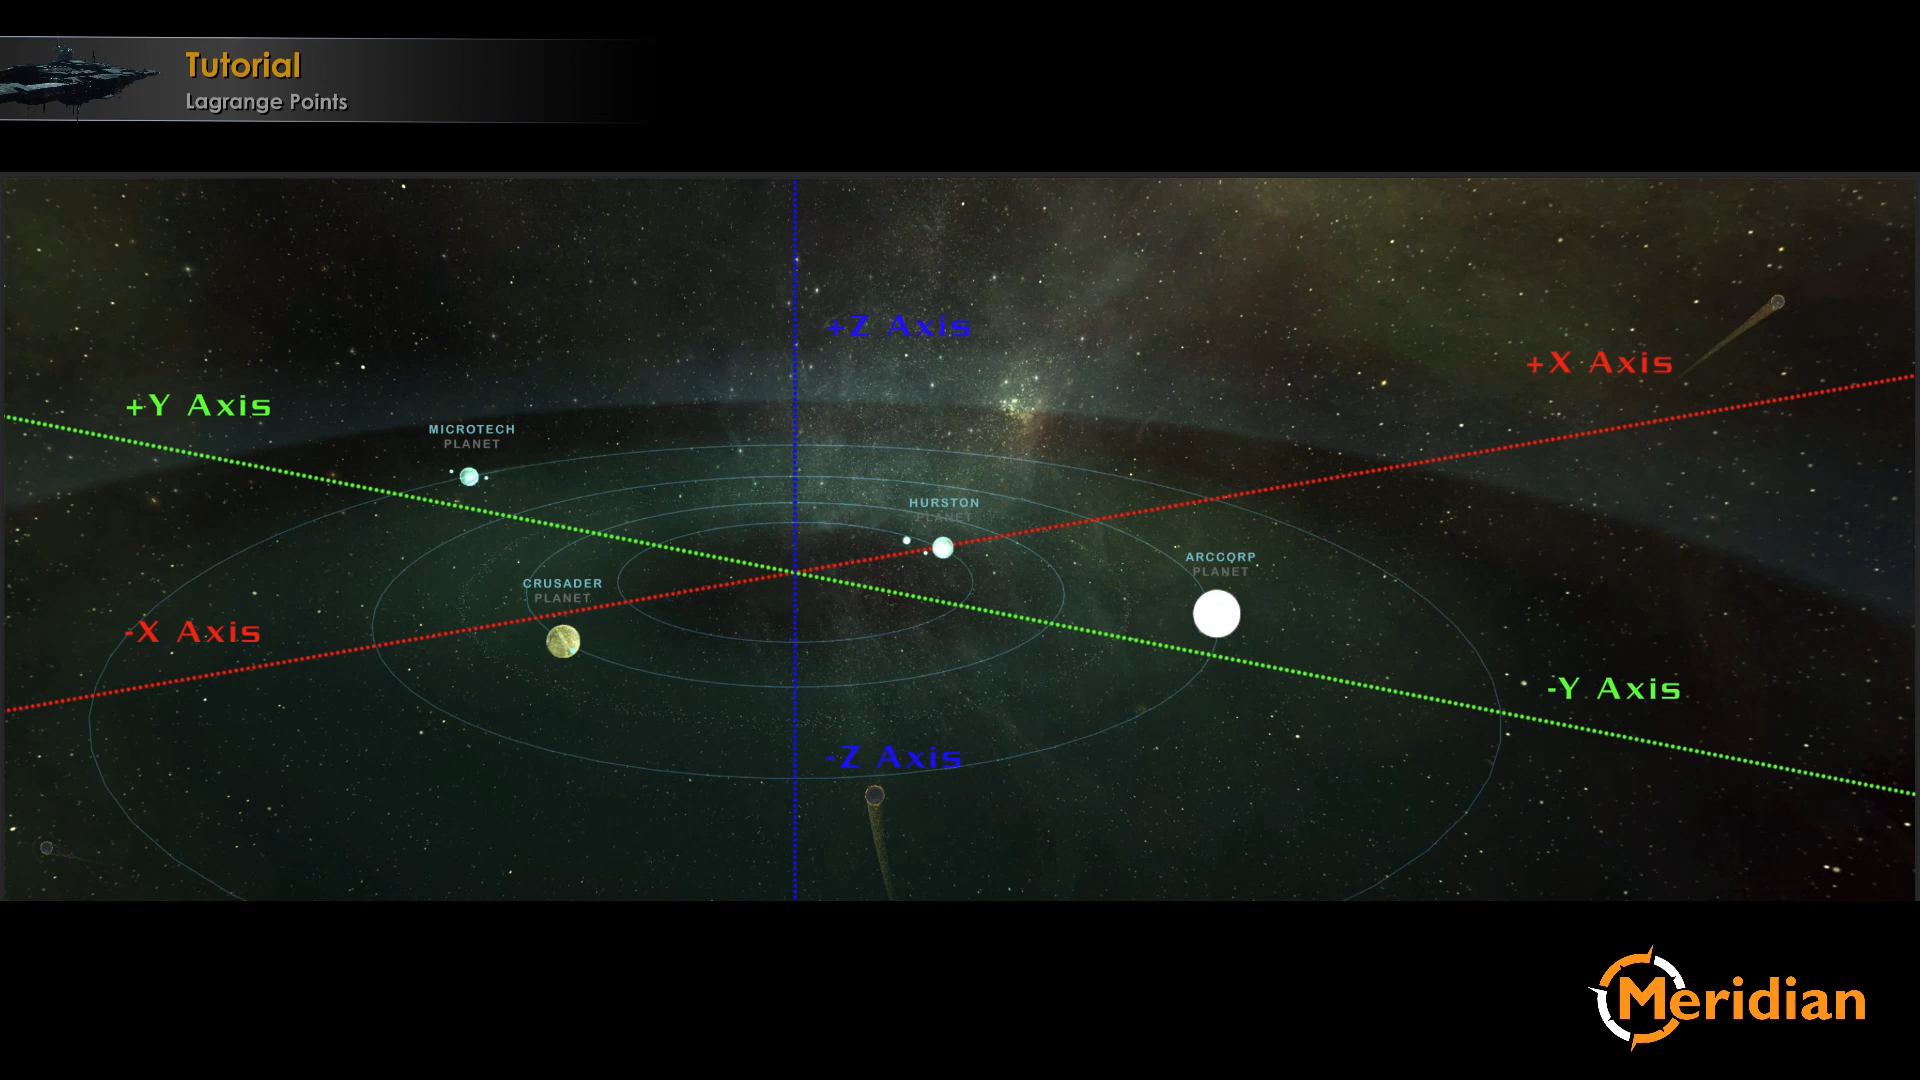 Tutorial
Lagrange Points
+Z Axis
+X Axis
+Y Axis
MICROTECH
PLANET
HURSTON
PLANET
ARCCORP
PLANET
CRUSADER
PLANET
-X Axis
-Y Axis
-Z Axis
Meridian